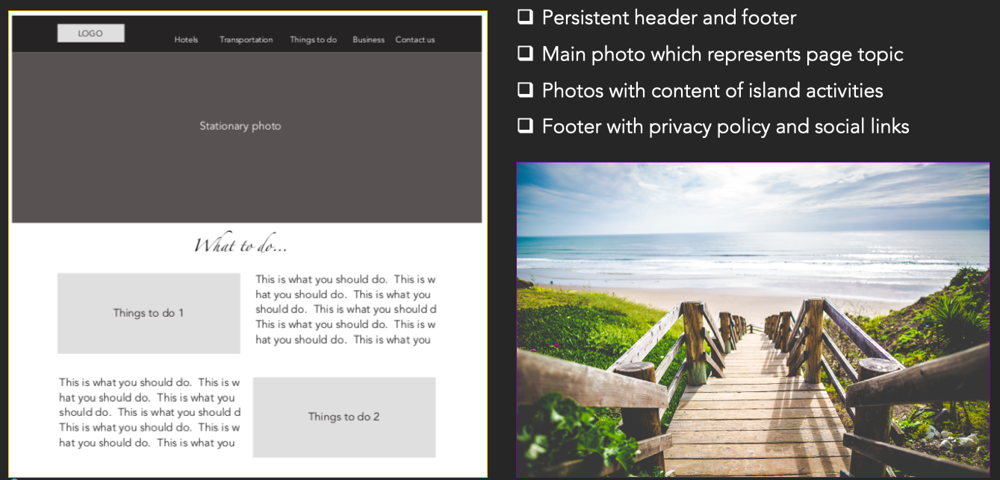 LOGO
Hotels Transportation Things to do Business Contact us
Stationary photo
What to do...
Things to do 1
This is what you should do. This is w
hat you should do. This is what you
should do. This is what you should d
This is what you should do. This is w
hat you should do. This is what you
This is what you should do. This is w
hat you should do. This is what you
should do. This is what you should d
This is what you should do. This is w
hat you should do. This is what you
Things to do 2
Persistent header and footer
Main photo which represents page topic
Photos with content of island activities
Footer with privacy policy and social links